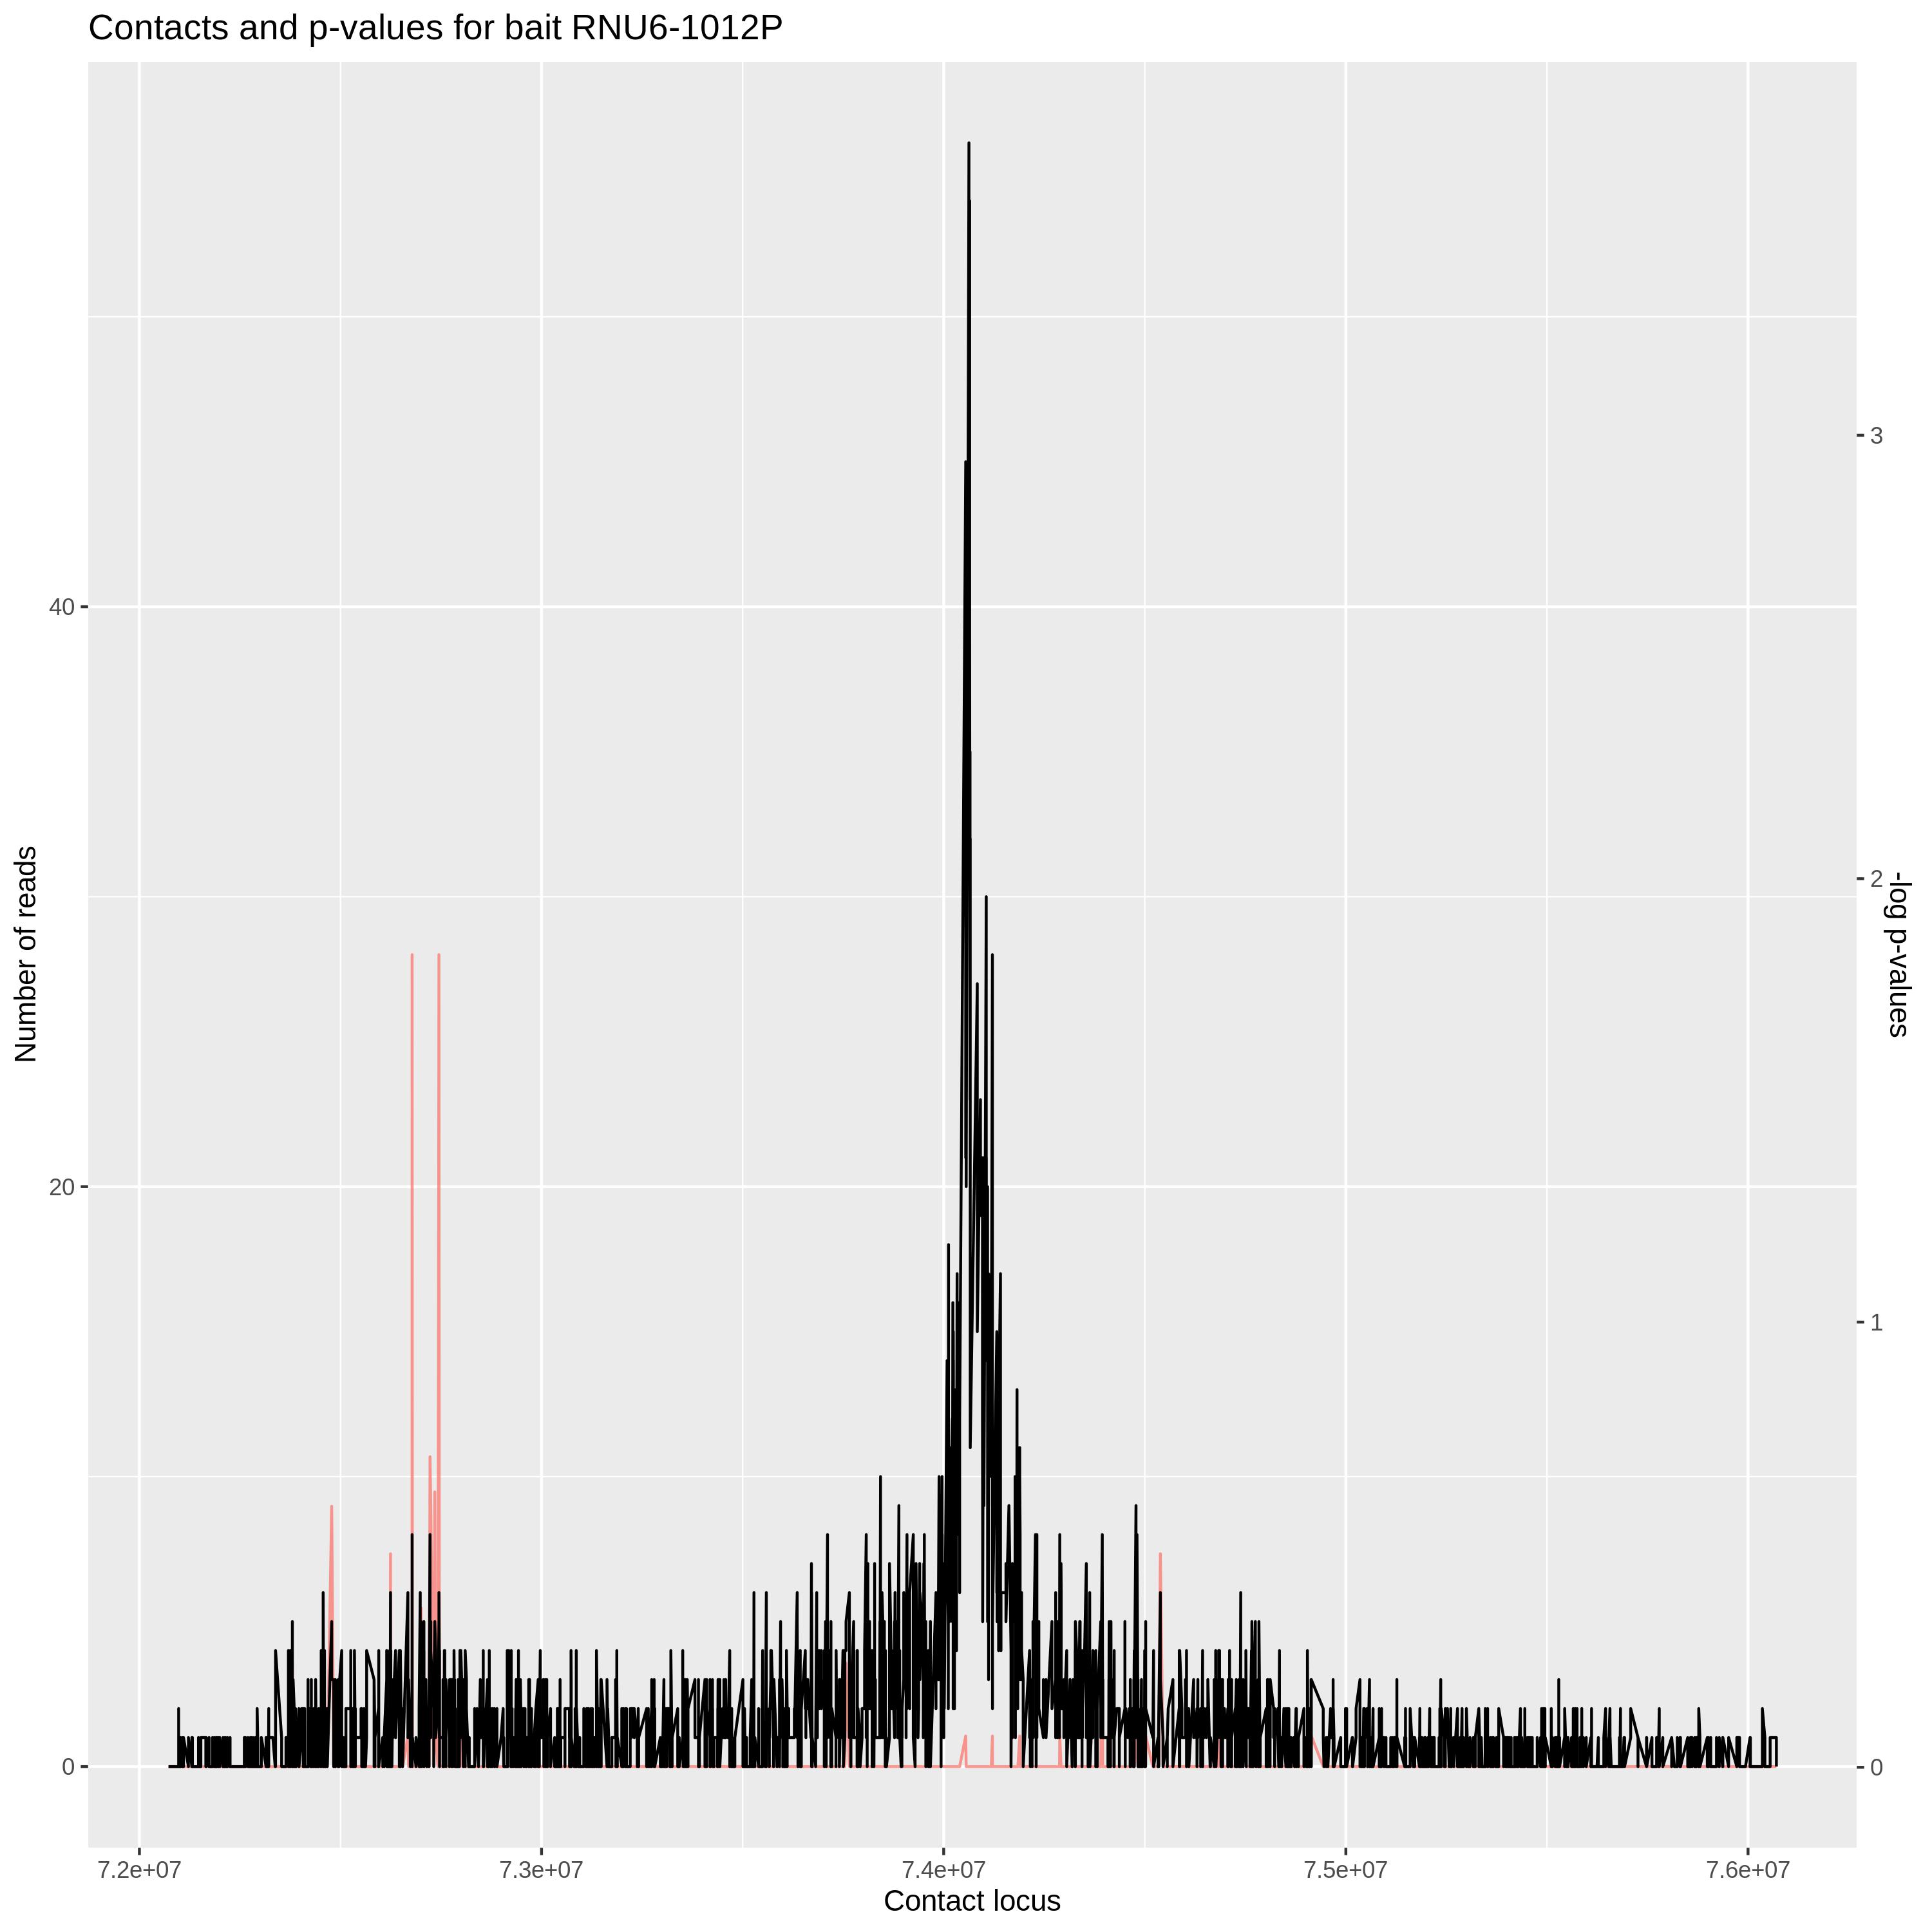 Contacts and p-values for bait RNU6-1012P
Number of reads
40
20
0
3
2
1
0
-log p-values
7.2e+07 7.3e+07 7.4e+07 7.5e+07 7.6e+07
Contact locus